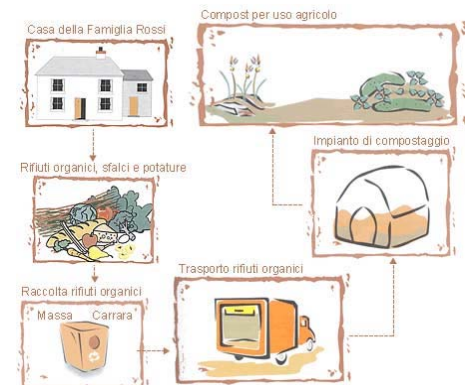 Casa della Famiglia Rossi
Rifiuti organici, sfalci e potature
Raccolta rifiuti organici
Massa Carrara
Trasporto rifiuti organici
Impianto di compostaggio
Compost per uso agricolo